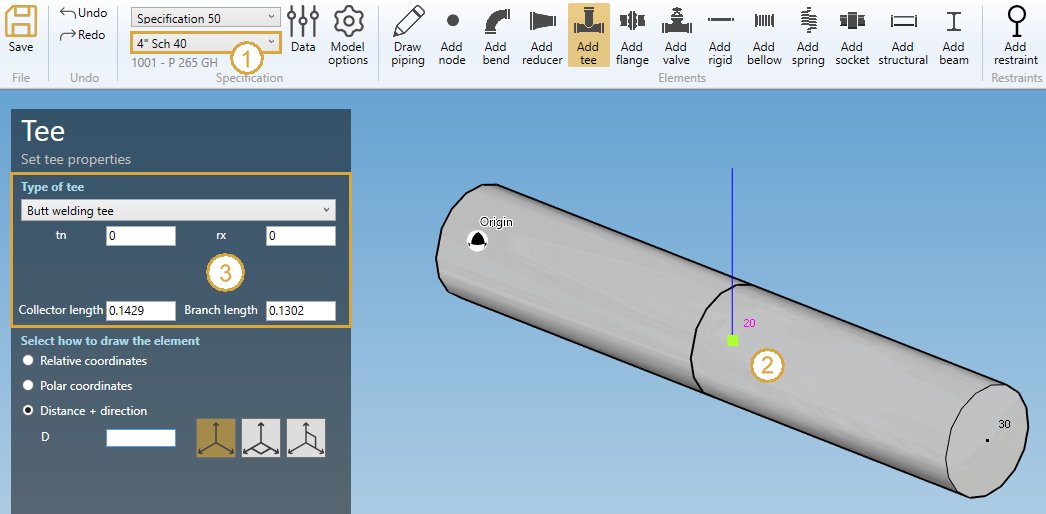 Save
File
Undo
Redo
Undo
Specification 50
4" Sch 40
1
1001 - P 265 GH
Specification
Data
Model
options
Draw
piping
Add
node
Add
bend
Add
reducer
Add
tee
Add
flange
Add
valve
Add
rigid
Add
bellow
Add
spring
Add
socket
Add
structural
Add
beam
Elements
Add
restraint
Restraints
Tee
Set tee properties
Type of tee
Butt welding tee
tn 0 rx 0
3
Collector length 0.1429 Branch length 0.1302
Select how to draw the element
Relative coordinates
Polar coordinates
Distance + direction
D
Origin
20
2
30